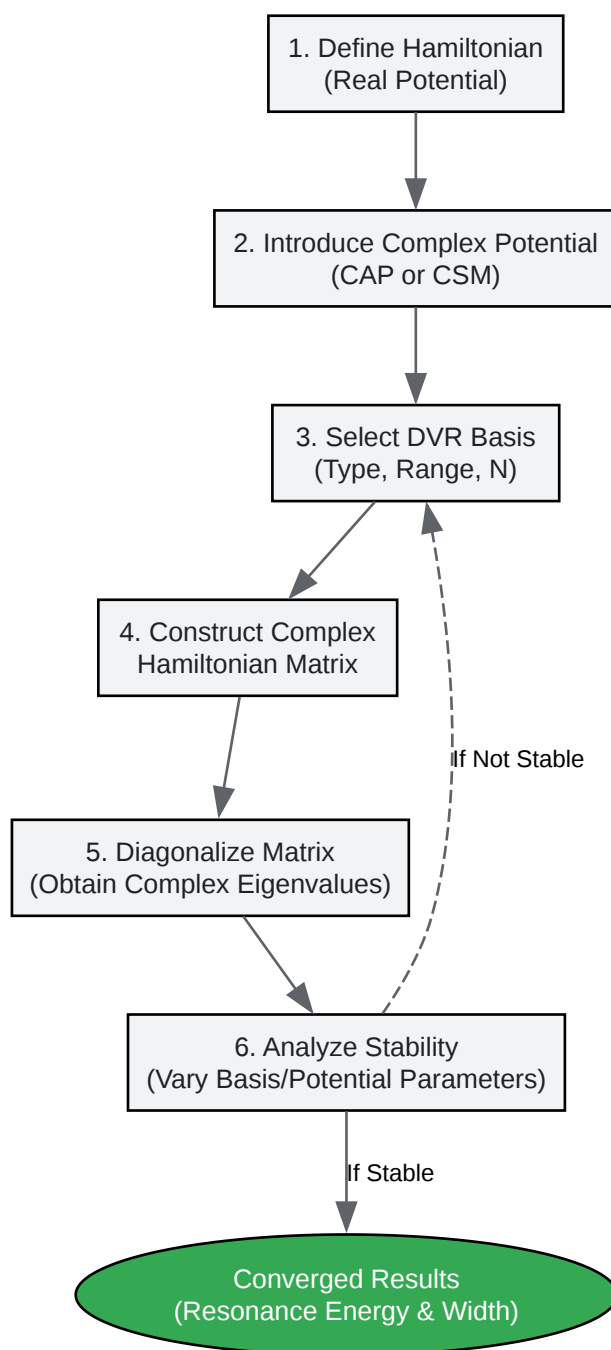 1. Define Hamiltonian
(Real Potential)
2. Introduce Complex Potential
(CAP or CSM)
3. Select DVR Basis
(Type, Range, N)
4. Construct Complex
Hamiltonian Matrix
If Not Stable
5. Diagonalize Matrix
(Obtain Complex Eigenvalues)
6. Analyze Stability
(Vary Basis/Potential Parameters)
If Stable
Converged Results
(Resonance Energy & Width)